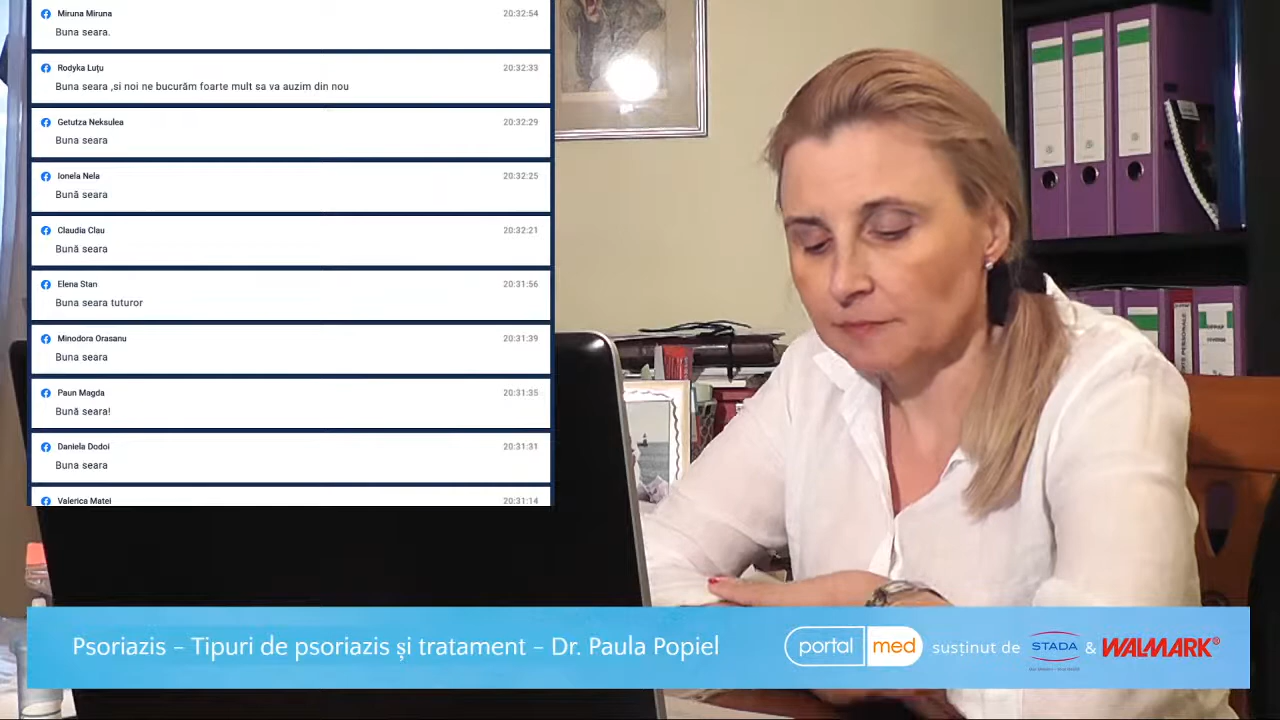 Miruna Miruna 20:32:54
Buna seara.
Rodyka Luțu 20:32:33
Buna seara ,si noi ne bucurăm foarte mult sa va auzim din nou
Getutza Neksulea 20:32:29
Buna seara
Ionela Nela 20:32:25
Bună seara
Claudia Clau 20:32:21
Bună seara
Elena Stan 20:31:56
Buna seara tuturor
Minodora Orasanu 20:31:39
Buna seara
Paun Magda 20:31:35
Bună seara!
Daniela Dodoi 20:31:31
Buna seara
Valerica Matei 20:31:14
Psoriazis – Tipuri de psoriazis și tratament – Dr. Paula Popiel
portal med susținut de STADA & WALMARK®